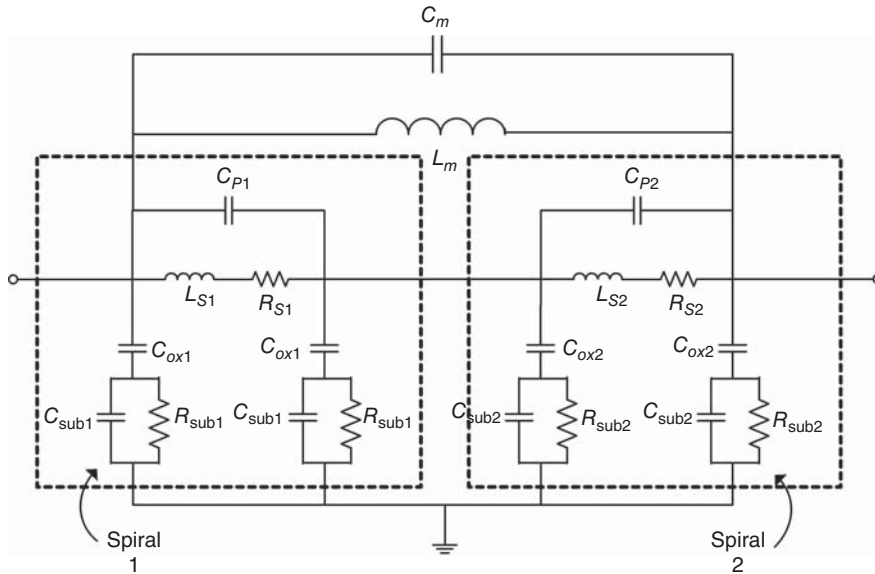 Cm
Lm
CP1
CP2
LS1
RS1
LS2
RS2
Cox1
Cox1
Cox2
Cox2
Csub1
Rsub1
Csub1
Rsub1
Csub2
Rsub2
Csub2
Rsub2
Spiral
1
Spiral
2